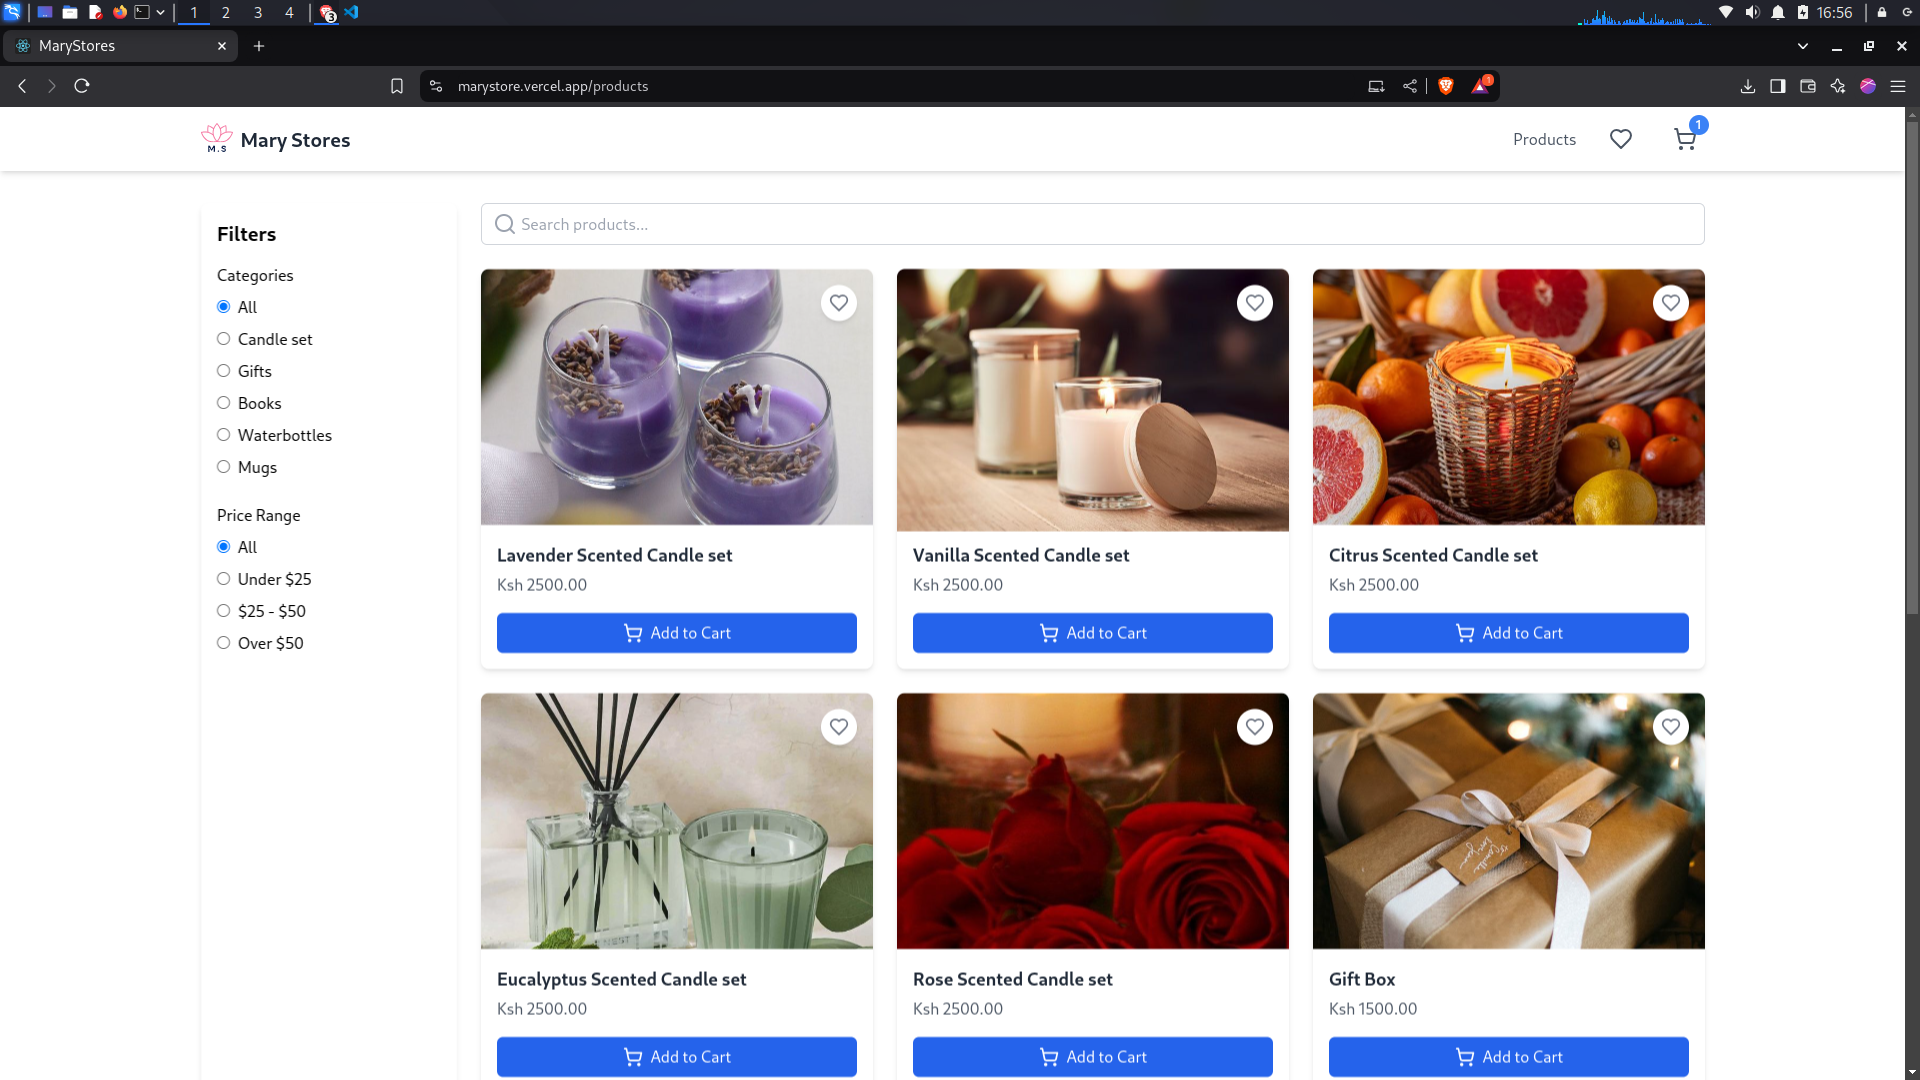 1 2 3 4 3 16:56
MaryStores
marystore.vercel.app/products 1
M.S Mary Stores Products 1
Filters
Categories
All
Candle set
Gifts
Books
Waterbottles
Mugs
Price Range
All
Under $25
$25 - $50
Over $50
Search products...
Lavender Scented Candle set
Ksh 2500.00
Add to Cart
Vanilla Scented Candle set
Ksh 2500.00
Add to Cart
Citrus Scented Candle set
Ksh 2500.00
Add to Cart
Eucalyptus Scented Candle set
Ksh 2500.00
Add to Cart
Rose Scented Candle set
Ksh 2500.00
Add to Cart
Gift Box
Ksh 1500.00
Add to Cart